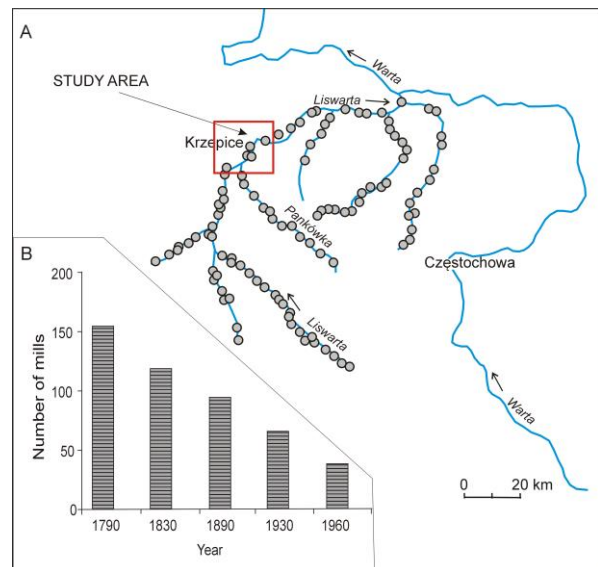 A
STUDY AREA
Krzepice
Warta
Liswarta
Pankówka
Częstochowa
Liswarta
Warta
0 20 km
B
Number of mills
200
150
100
50
0
1790 1830 1890 1930 1960
Year